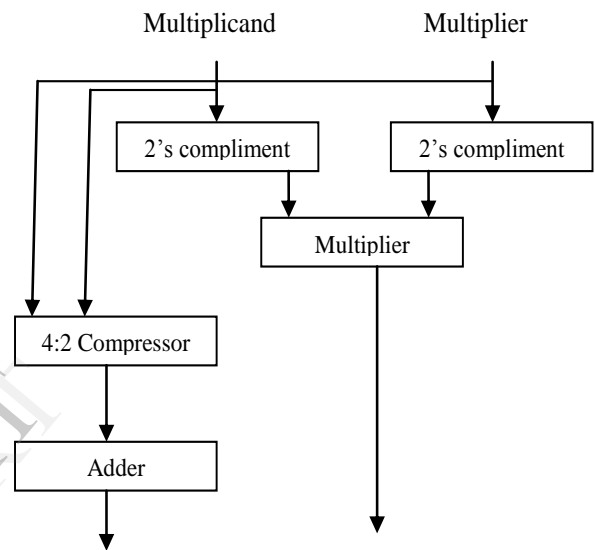 Multiplicand Multiplier
2's compliment 2's compliment
Multiplier
4:2 Compressor
Adder